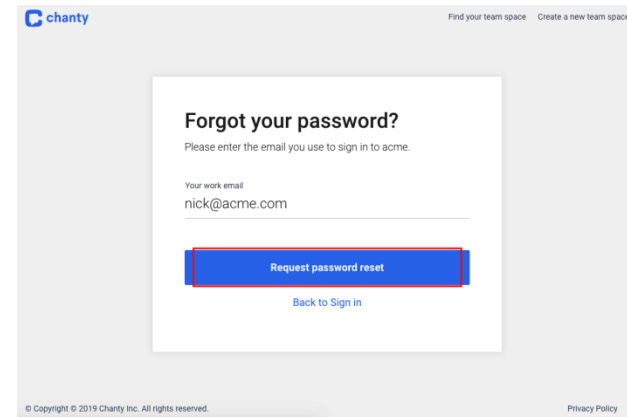 chanty
Find your team space Create a new team space
Forgot your password?
Please enter the email you use to sign in to acme.
Your work email
nick@acme.com
Request password reset
Back to Sign in
© Copyright © 2019 Chanty Inc. All rights reserved.
Privacy Policy